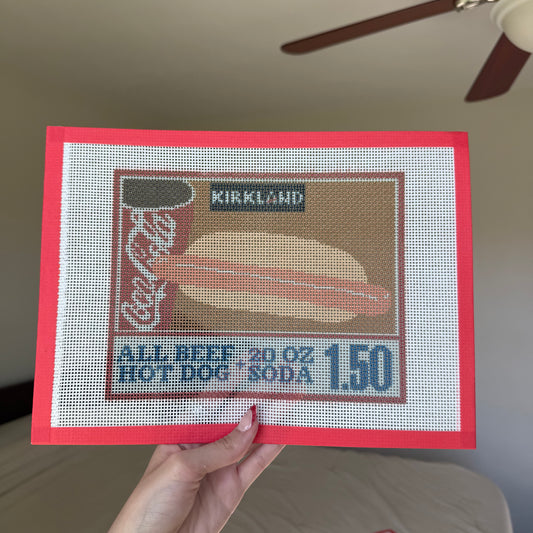 KIRKLAND
Coca-Cola
ALL BEEF
HOT DOG
+
20 OZ
SODA
1.50